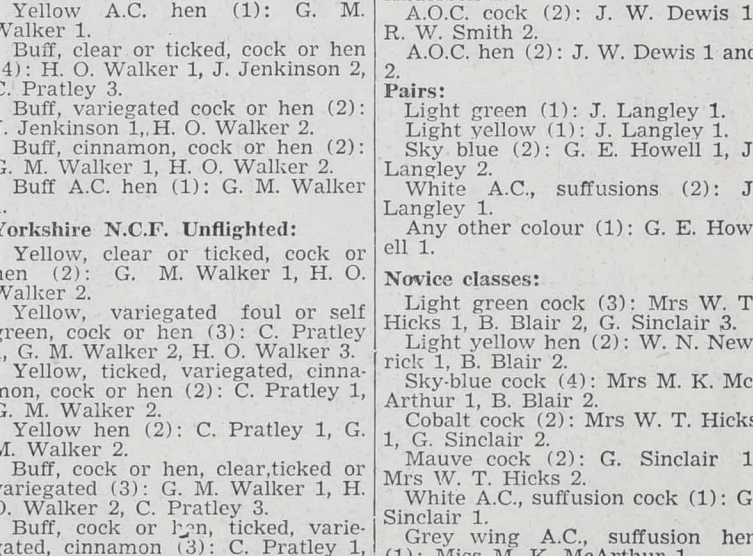 Yellow A.C. hen (1): G. M.
Walker 1.
Buff, clear or ticked, cock or hen
4): H. O. Walker 1, J. Jenkinson 2,
C. Pratley 3.
Buff, variegated cock or hen (2):
J. Jenkinson 1, H. O. Walker 2.
Buff, cinnamon, cock or hen (2):
G. M. Walker 1, H. O. Walker 2.
Buff A.C. hen (1): G. M. Walker
Yorkshire N.C.F. Unflighted:
Yellow, clear or ticked, cock or
hen (2): G. M. Walker 1, H. O.
Walker 2.
Yellow, variegated foul or self
green, cock or hen (3): C. Pratley
, G. M. Walker 2, H. O. Walker 3.
Yellow, ticked, variegated, cinna-
mon, cock or hen (2): C. Pratley 1,
G. M. Walker 2.
Yellow hen (2): C. Pratley 1, G.
M. Walker 2.
Buff, cock or hen, clear,ticked or
variegated (3): G. M. Walker 1, H.
O. Walker 2, C. Pratley 3.
Buff, cock or hen, ticked, varie-
gated, cinnamon (3): C. Pratley 1,
A.O.C. cock (2): J. W. Dewis 1
R. W. Smith 2.
A.O.C. hen (2): J. W. Dewis 1 and
2.
Pairs:
Light green (1): J. Langley 1.
Light yellow (1): J. Langley 1.
Sky blue (2): G. E. Howell 1, J
Langley 2.
White A.C., suffusions (2): J
Langley 1.
Any other colour (1): G. E. How
ell 1.
Novice classes:
Light green cock (3): Mrs W. T
Hicks 1, B. Blair 2, G. Sinclair 3.
Light yellow hen (2): W. N. New
rick 1, B. Blair 2.
Sky-blue cock (4): Mrs M. K. Mc
Arthur 1, B. Blair 2.
Cobalt cock (2): Mrs W. T. Hicks
1, G. Sinclair 2.
Mauve cock (2): G. Sinclair 1
Mrs W. T. Hicks 2.
White A.C., suffusion cock (1): G
Sinclair 1.
Grey wing A.C., suffusion hen
(1): Miss M. K. McArthur